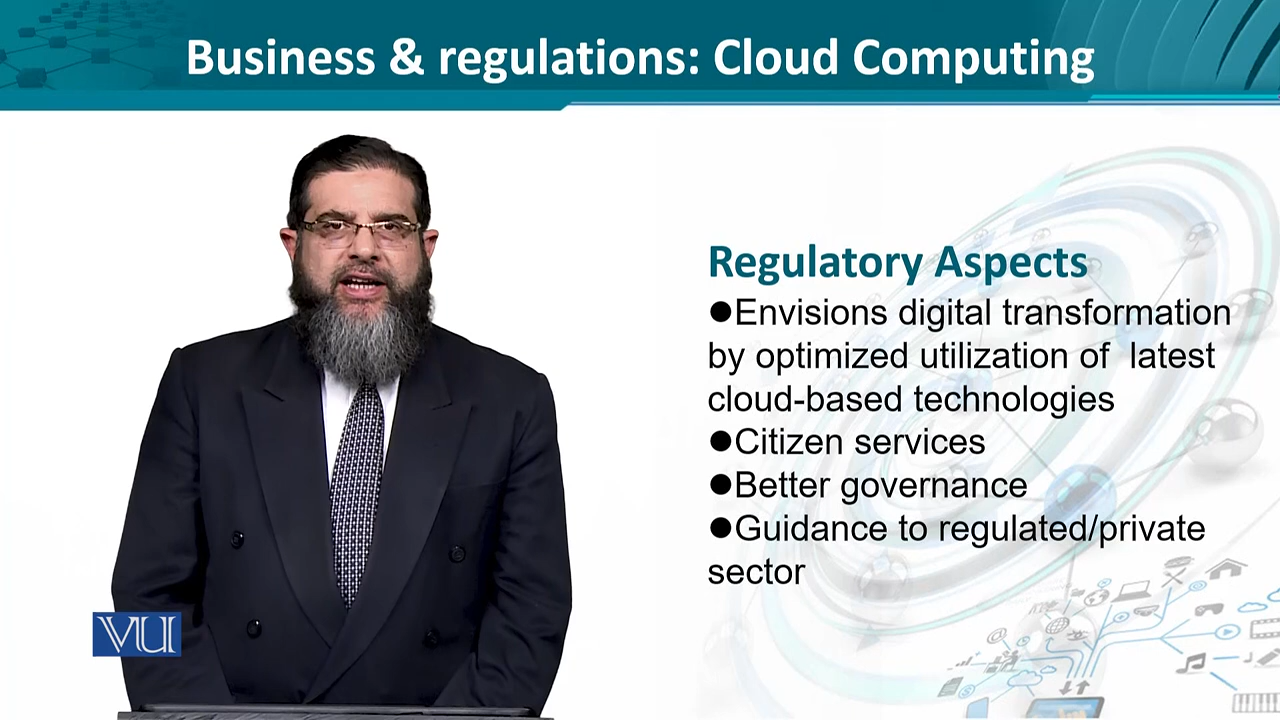 Business & regulations: Cloud Computing
Regulatory Aspects
●Envisions digital transformation
by optimized utilization of  latest
cloud-based technologies
●Citizen services
●Better governance
●Guidance to regulated/private
sector
VU